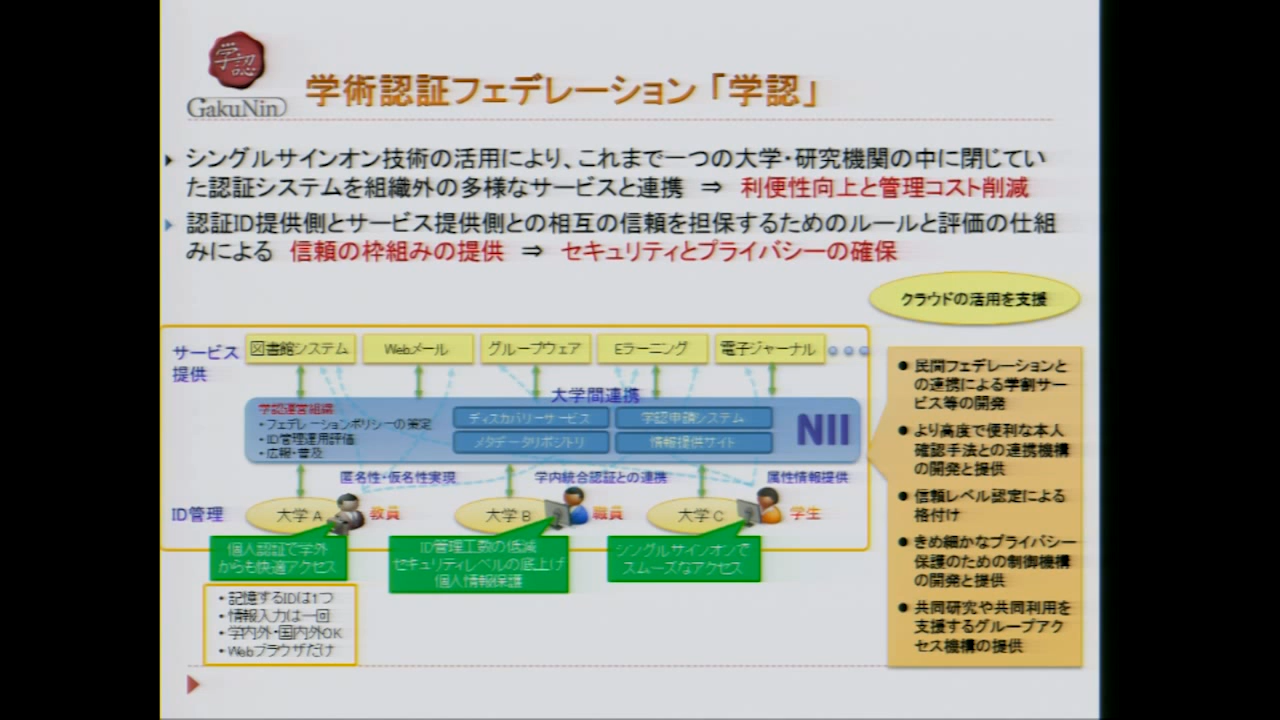 学認
GakuNin
学術認証フェデレーション「学認」
シングルサインオン技術の活用により、これまで一つの大学・研究機関の中に閉じてい
た認証システムを組織外の多様なサービスと連携 ⇒ 利便性向上と管理コスト削減
認証ID提供側とサービス提供側との相互の信頼を担保するためのルールと評価の仕組
みによる 信頼の枠組みの提供 ⇒ セキュリティとプライバシーの確保
クラウドの活用を支援
サービス
提供
図書館システム
Webメール
グループウェア
Eラーニング
電子ジャーナル
大学間連携
学認運営組織
・フェデレーションポリシーの策定
・ID管理運用評価
・広報・普及
ディスカバリーサービス
学認申請システム
メタデータリポジトリ
情報提供サイト
NII
匿名性・仮名性実現
学内統合認証との連携
属性情報提供
ID管理
大学A
教員
大学B
職員
大学C
学生
個人認証で学外
からも快適アクセス
ID管理工数の低減
セキュリティレベルの底上げ
個人情報保護
シングルサインオンで
スムーズなアクセス
・記憶するIDは1つ
・情報入力は一回
・学内外・国内外OK
・Webブラウザだけ
● 民間フェデレーションと
の連携による学割サー
ビス等の開発
● より高度で便利な本人
確認手法との連携機構
の開発と提供
● 信頼レベル認定による
格付け
● きめ細かなプライバシー
保護のための制御機構
の開発と提供
● 共同研究や共同利用を
支援するグループアク
セス機構の提供